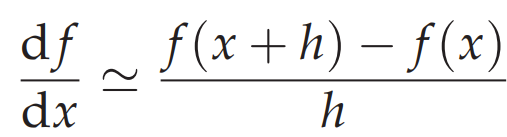 df/dx ≃ (f(x + h) − f(x))/h